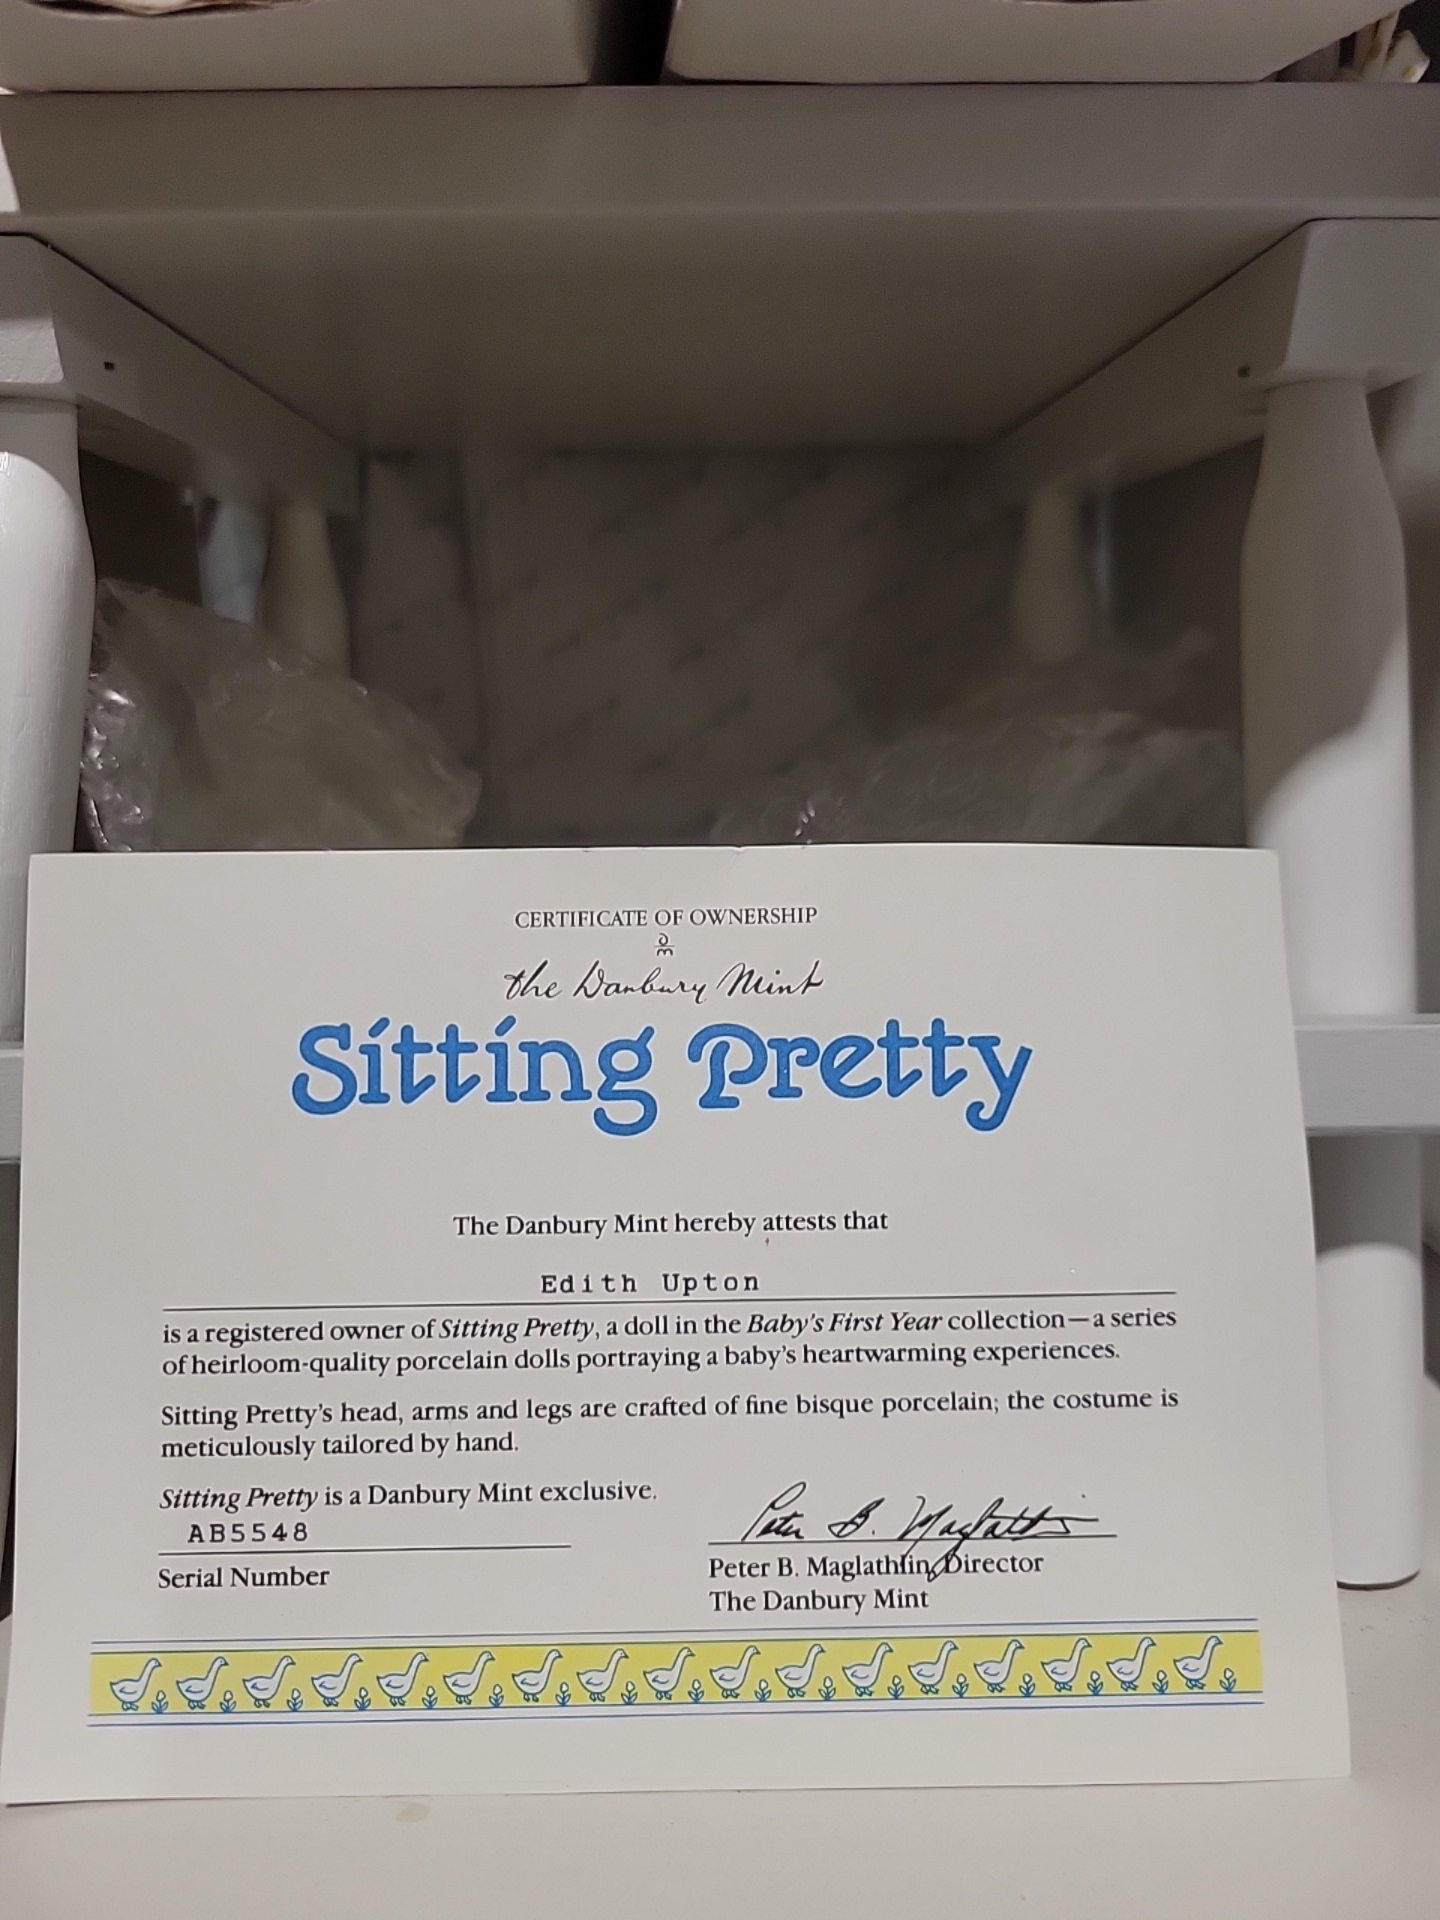 CERTIFICATE OF OWNERSHIP
dm
the Danbury Mint
Sitting Pretty
The Danbury Mint hereby attests that
Edith Upton
is a registered owner of Sitting Pretty, a doll in the Baby's First Year collection—a series
of heirloom-quality porcelain dolls portraying a baby's heartwarming experiences.
Sitting Pretty's head, arms and legs are crafted of fine bisque porcelain; the costume is
meticulously tailored by hand.
Sitting Pretty is a Danbury Mint exclusive.
AB5548
Serial Number
Peter B. Maglathlin
Peter B. Maglathlin, Director
The Danbury Mint